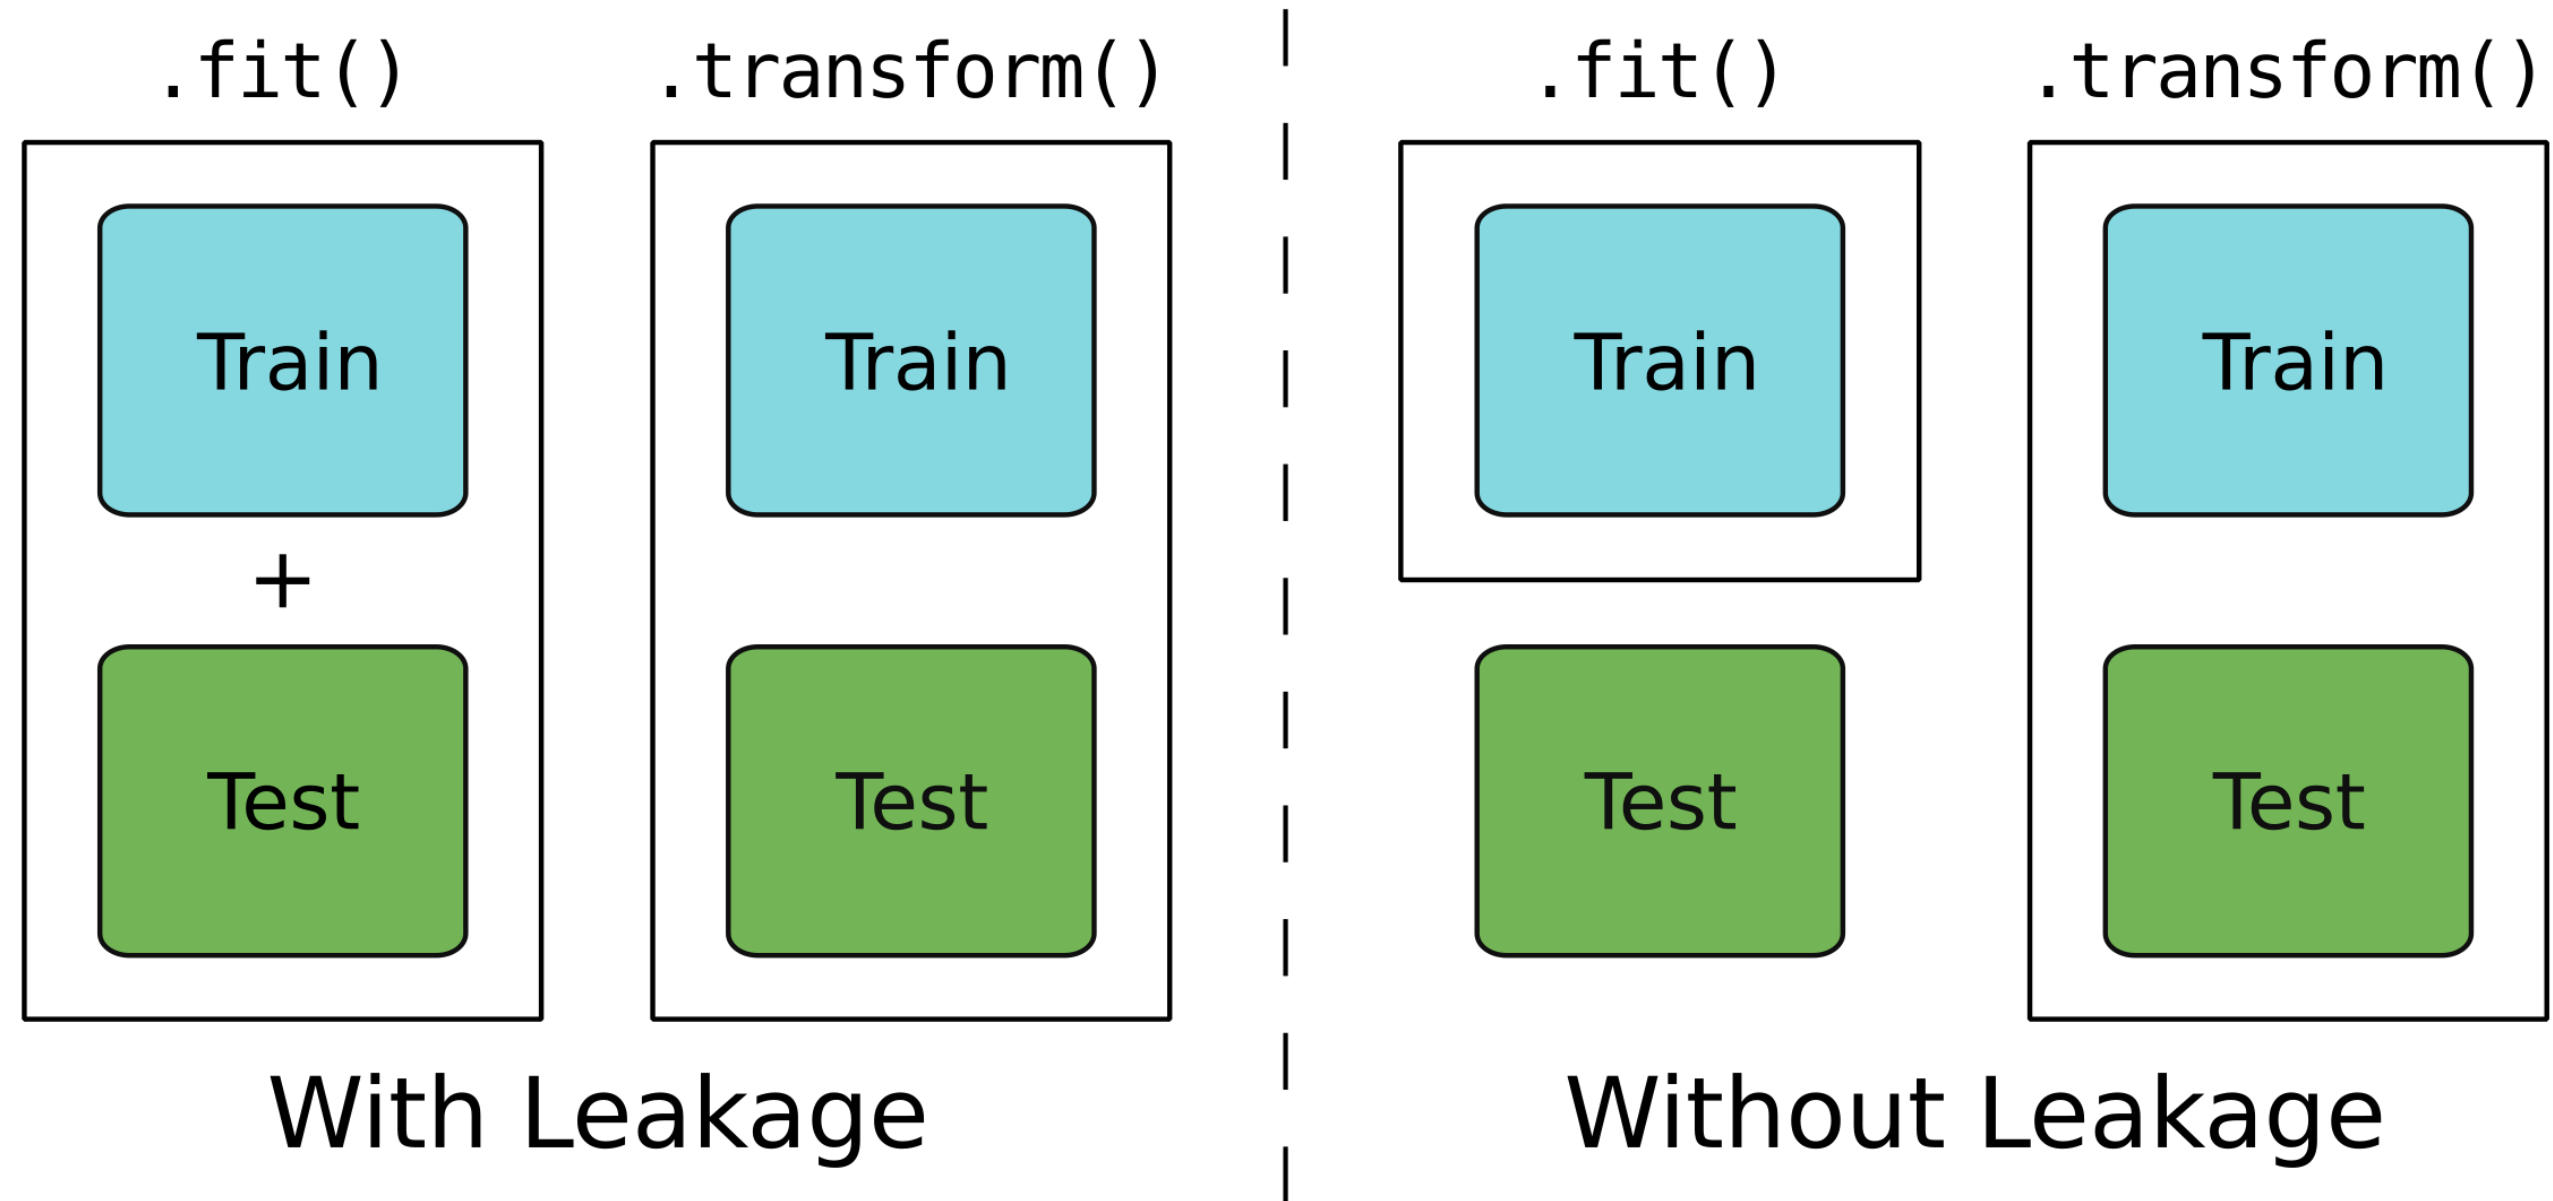 .fit() .transform()
Train Train
+
Test Test
With Leakage
.fit() .transform()
Train Train
Test Test
Without Leakage